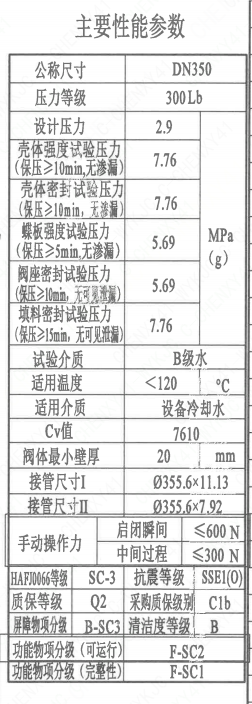 主要性能参数
公称尺寸 DN350
压力等级 300Lb
设计压力 2.9
壳体强度试验压力
(保压≥10min,无渗漏) 7.76
壳体密封试验压力
(保压≥10min，无渗漏) 7.76
蝶板强度试验压力
(保压≥5min,无渗漏) 5.69
MPa
(g)
阀座密封试验压力
(保压≥10min，无可见泄漏) 5.69
填料密封试验压力
(保压≥15min，无可见泄漏) 7.76
试验介质 B级水
适用温度 <120 °C
适用介质 设备冷却水
Cv值 7610
阀体最小壁厚 20 mm
接管尺寸I Ø355.6×11.13
接管尺寸II Ø355.6×7.92
手动操作力 启闭瞬间 ≤600 N
中间过程 ≤300 N
HAFJ0066等级 SC-3 抗震等级 SSE1(O)
质保等级 Q2 采购质保级别 C1b
屏障物项分级 B-SC3 清洁度等级 B
功能物项分级（可运行） F-SC2
功能物项分级（完整性） F-SC1